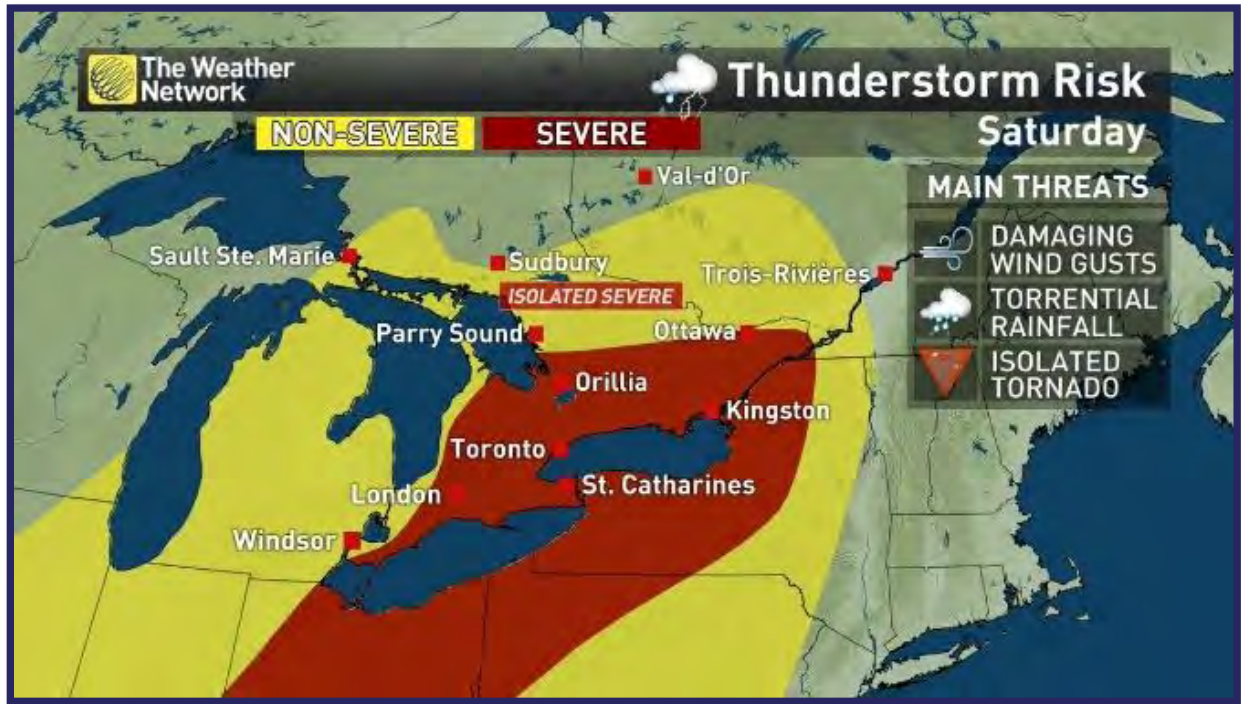 The Weather
Network
Thunderstorm Risk
NON-SEVERE
SEVERE
Saturday
MAIN THREATS
DAMAGING
WIND GUSTS
TORRENTIAL
RAINFALL
ISOLATED
TORNADO
Val-d'Or
Sault Ste. Marie
Sudbury
Trois-Rivières
ISOLATED SEVERE
Parry Sound
Ottawa
Orillia
Kingston
Toronto
London
St. Catharines
Windsor